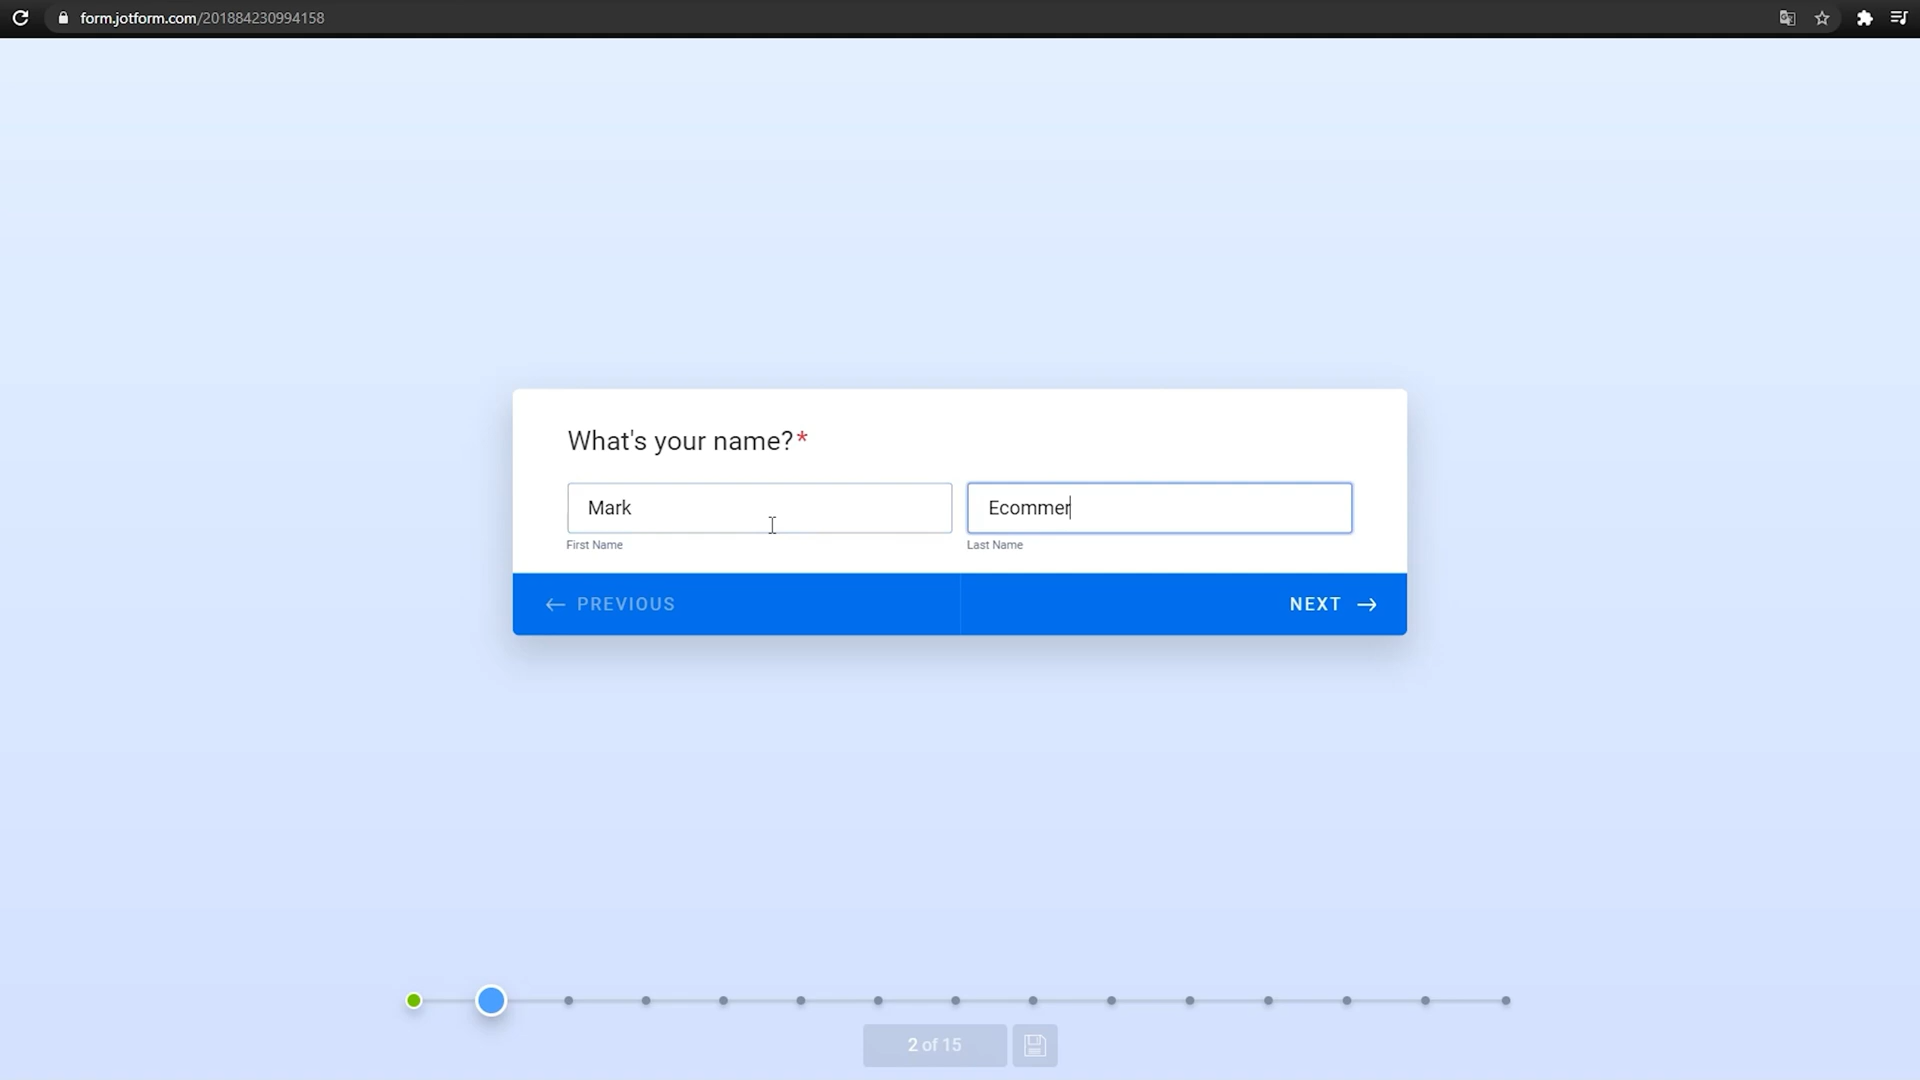 form.jotform.com/201884230994158
What's your name?*
Mark
Ecommer
First Name
Last Name
PREVIOUS
NEXT
2 of 15